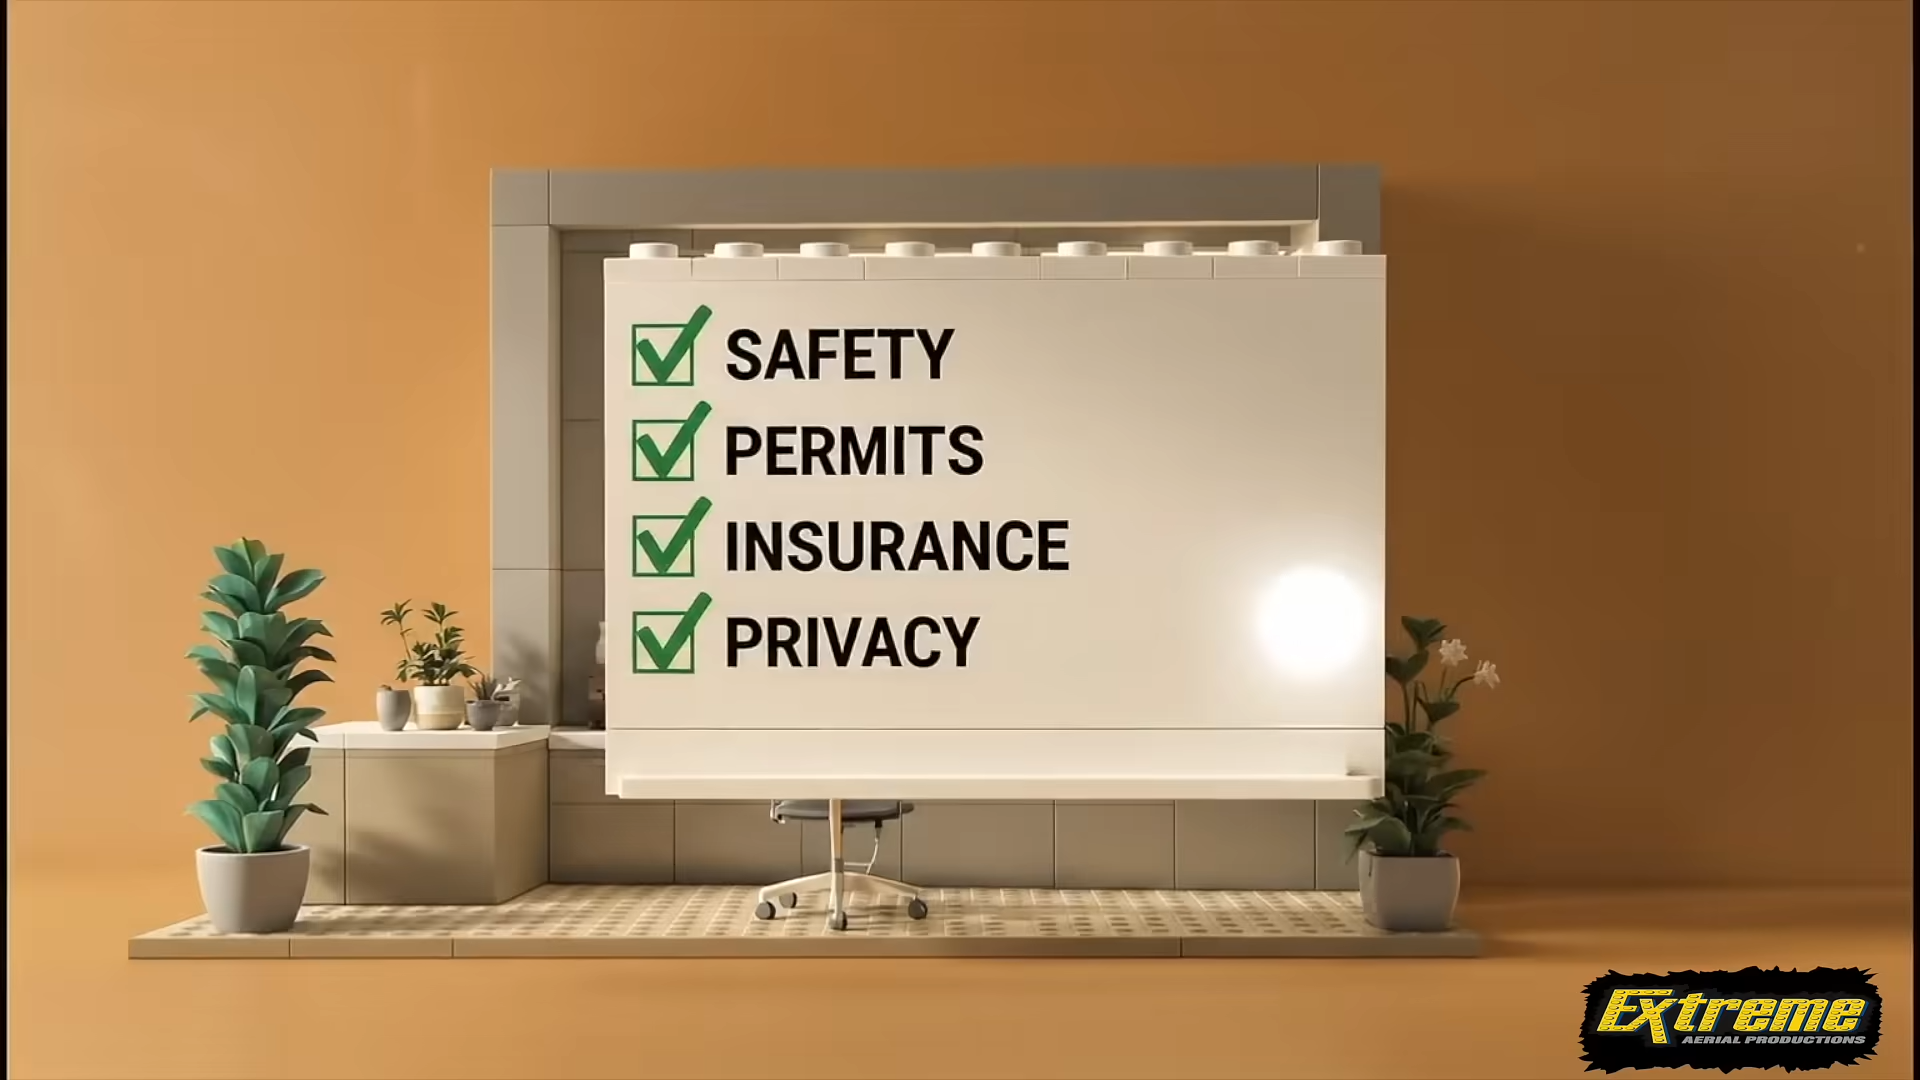 SAFETY
PERMITS
INSURANCE
PRIVACY
Extreme
AERIAL PRODUCTIONS